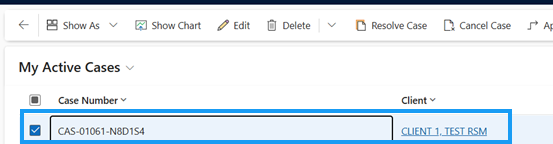 Show As Show Chart Edit Delete Resolve Case Cancel Case
My Active Cases
Case Number Client
CAS-01061-N8D1S4 CLIENT 1, TEST RSM